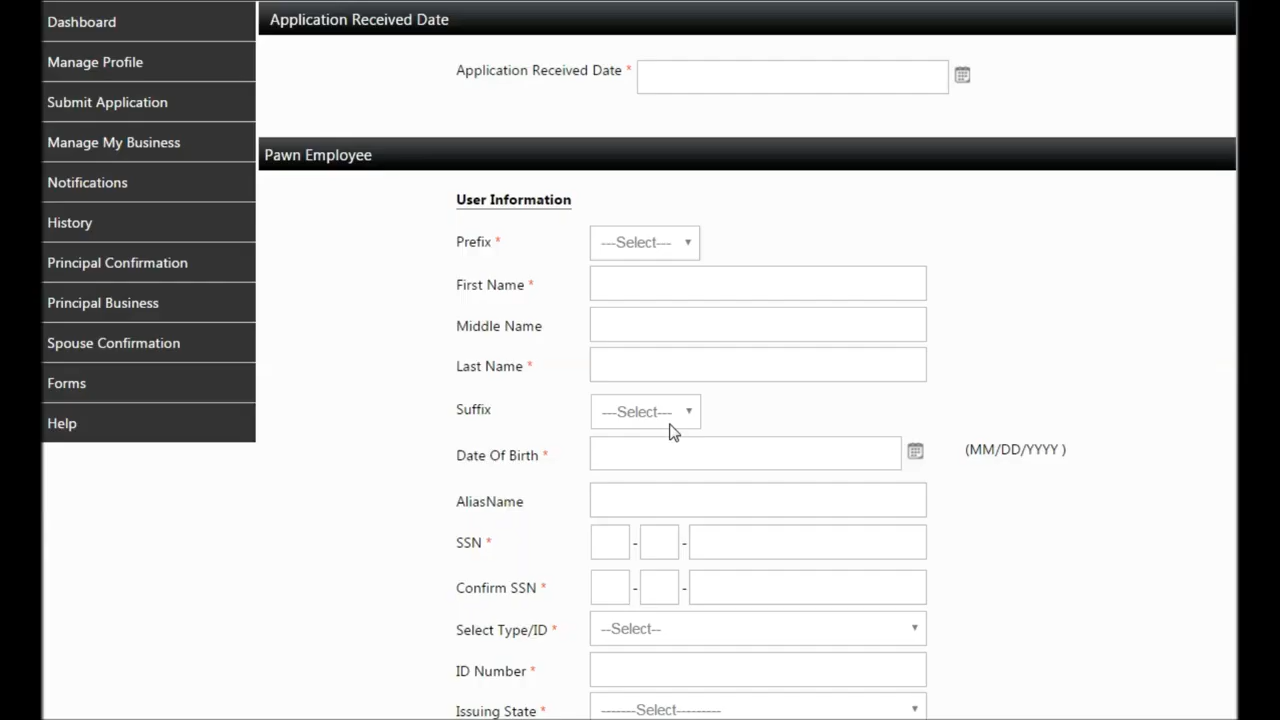 Dashboard
Manage Profile
Submit Application
Manage My Business
Notifications
History
Principal Confirmation
Principal Business
Spouse Confirmation
Forms
Help
Application Received Date
Application Received Date *
Pawn Employee
User Information
Prefix *
---Select---
First Name *
Middle Name
Last Name *
Suffix
---Select---
Date Of Birth *
(MM/DD/YYYY )
AliasName
SSN *
- -
Confirm SSN *
- -
Select Type/ID *
--Select--
ID Number *
Issuing State *
-------Select---------